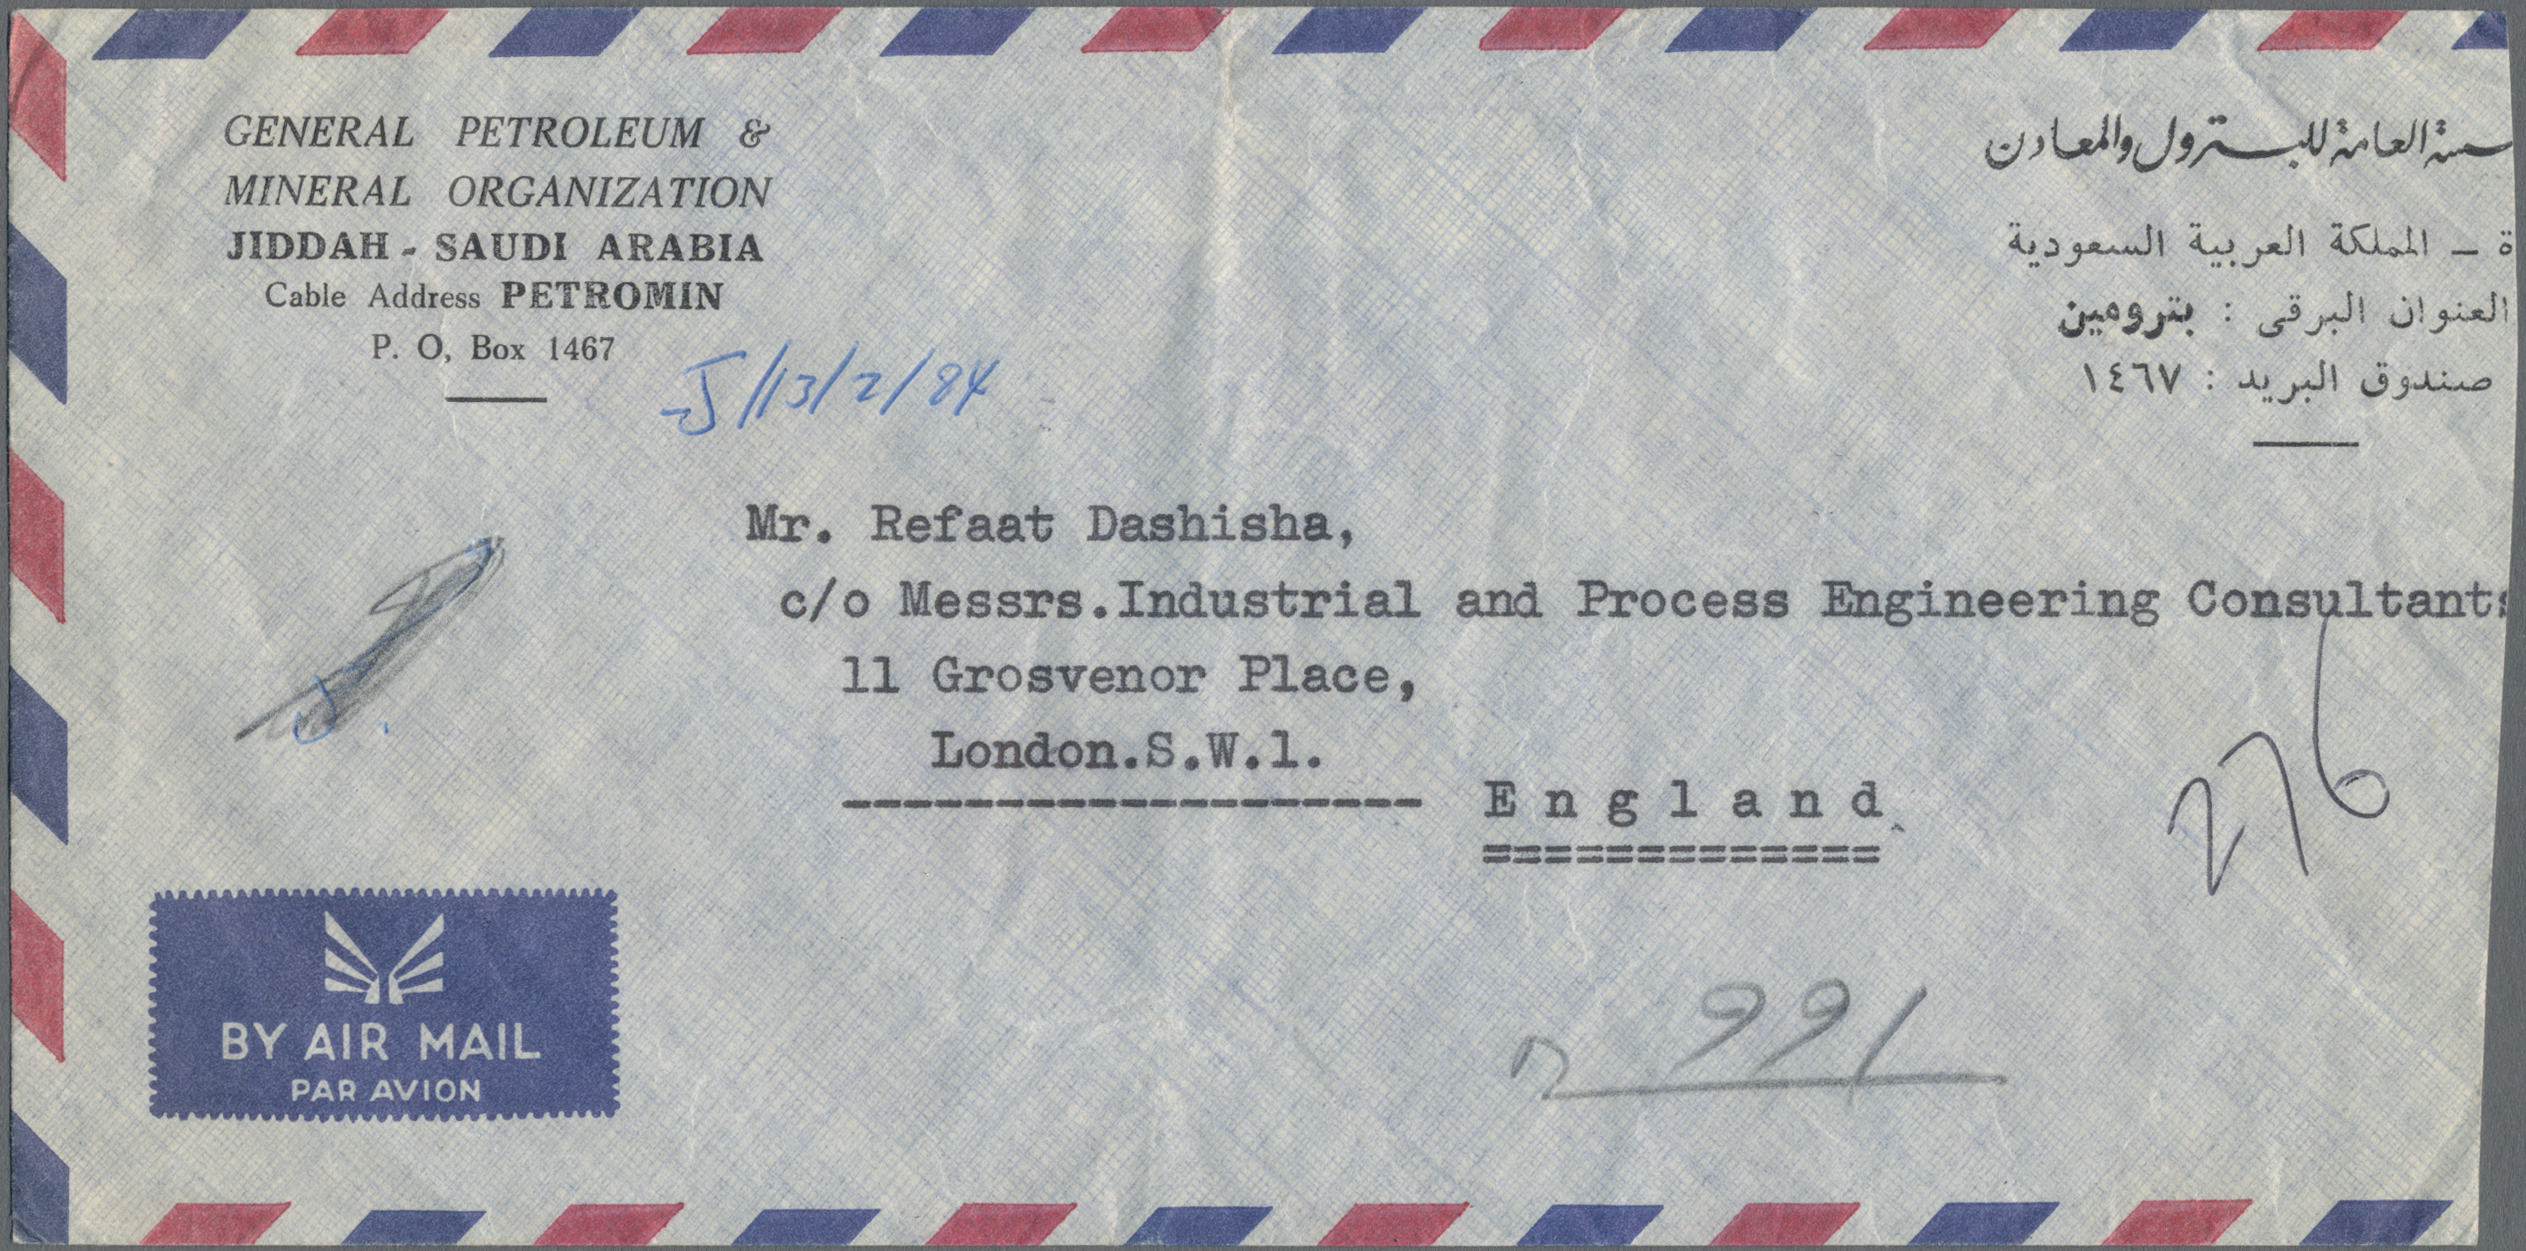 GENERAL PETROLEUM &
MINERAL ORGANIZATION
JIDDAH - SAUDI ARABIA
Cable Address PETROMIN
P. O, Box 1467
سسة العامة للبترول والمعادن
ة – المملكة العربية السعودية
العنوان البرقى : بترومين
صندوق البريد : ١٤٦٧
J/13/2/84
Mr. Refaat Dashisha,
c/o Messrs.Industrial and Process Engineering Consultants
11 Grosvenor Place,
London.S.W.1.
England
276
991
BY AIR MAIL
PAR AVION